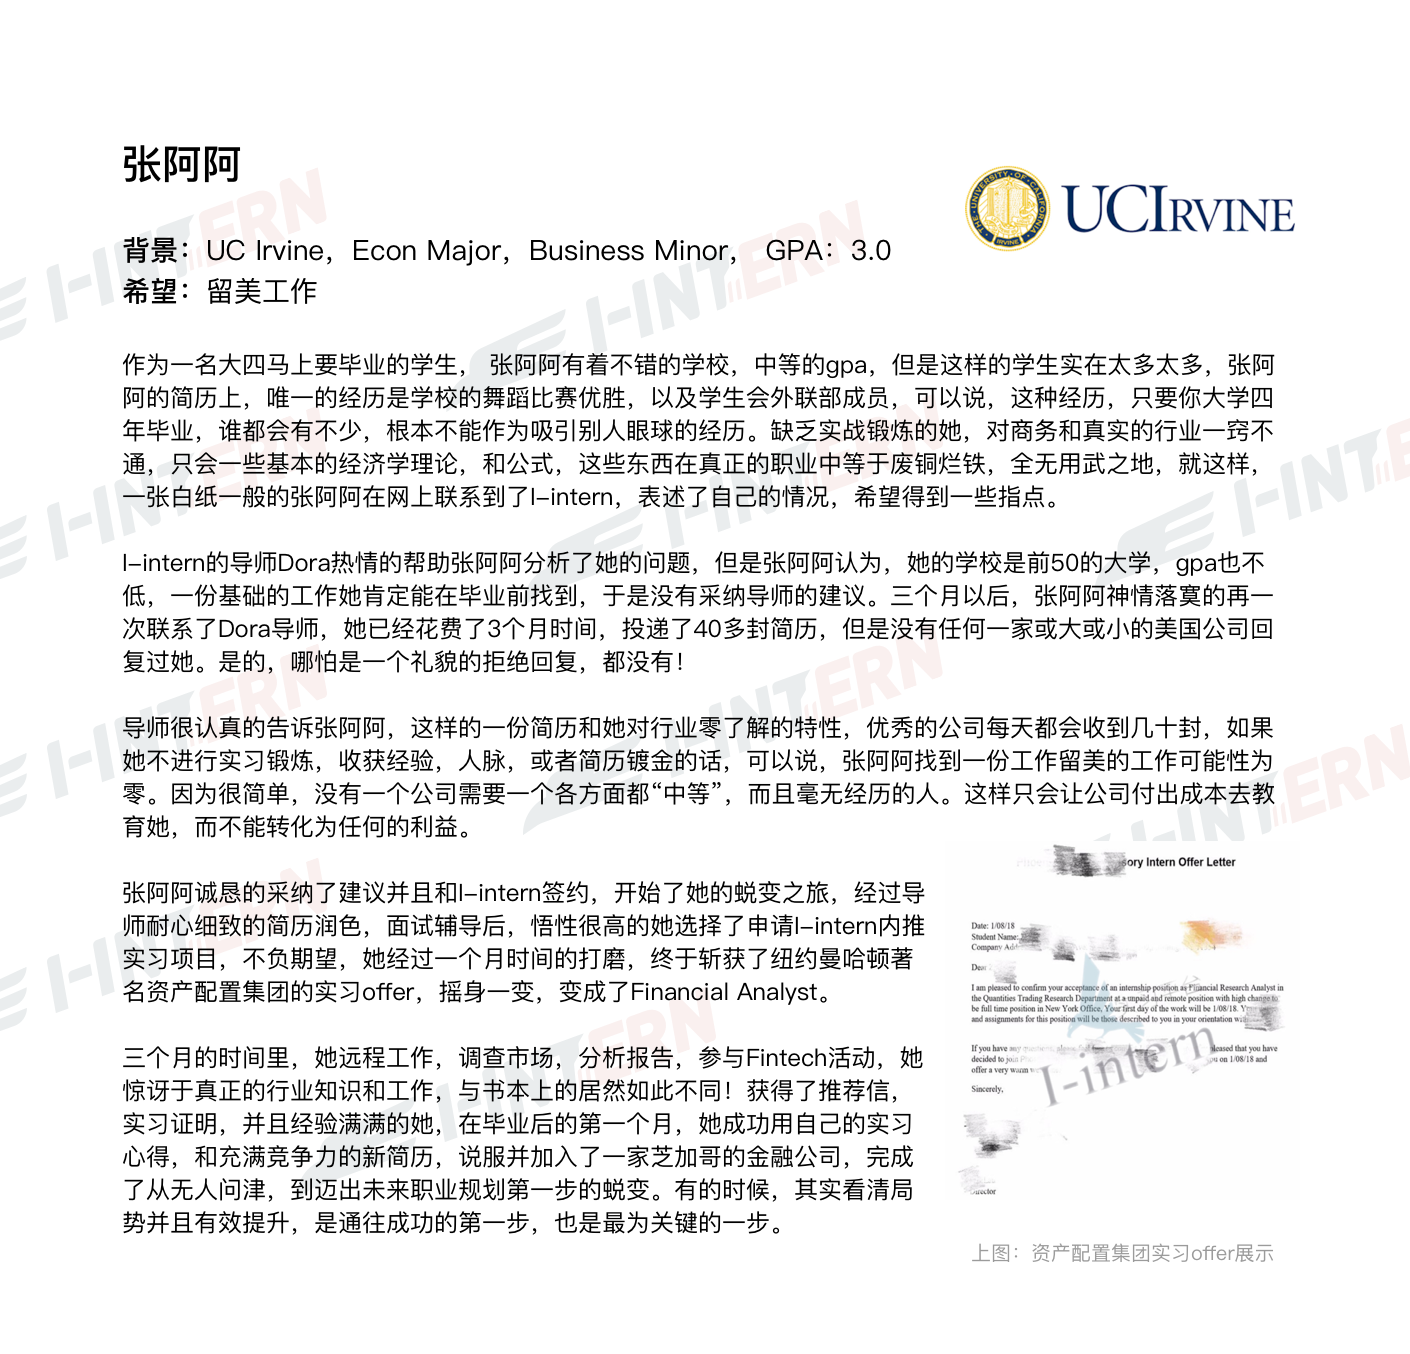 张阿阿
THE UNIVERSITY OF CALIFORNIA IRVINE
UCIRVINE
背景：UC Irvine，Econ Major，Business Minor， GPA：3.0
希望：留美工作
作为一名大四马上要毕业的学生， 张阿阿有着不错的学校，中等的gpa，但是这样的学生实在太多太多，张阿
阿的简历上，唯一的经历是学校的舞蹈比赛优胜，以及学生会外联部成员，可以说，这种经历，只要你大学四
年毕业，谁都会有不少，根本不能作为吸引别人眼球的经历。缺乏实战锻炼的她，对商务和真实的行业一窍不
通，只会一些基本的经济学理论，和公式，这些东西在真正的职业中等于废铜烂铁，全无用武之地，就这样，
一张白纸一般的张阿阿在网上联系到了I-intern，表述了自己的情况，希望得到一些指点。
I-intern的导师Dora热情的帮助张阿阿分析了她的问题，但是张阿阿认为，她的学校是前50的大学，gpa也不
低，一份基础的工作她肯定能在毕业前找到，于是没有采纳导师的建议。三个月以后，张阿阿神情落寞的再一
次联系了Dora导师，她已经花费了3个月时间，投递了40多封简历，但是没有任何一家或大或小的美国公司回
复过她。是的，哪怕是一个礼貌的拒绝回复，都没有！
导师很认真的告诉张阿阿，这样的一份简历和她对行业零了解的特性，优秀的公司每天都会收到几十封，如果
她不进行实习锻炼，收获经验，人脉，或者简历镀金的话，可以说，张阿阿找到一份工作留美的工作可能性为
零。因为很简单，没有一个公司需要一个各方面都“中等”，而且毫无经历的人。这样只会让公司付出成本去教
育她，而不能转化为任何的利益。
张阿阿诚恳的采纳了建议并且和I-intern签约，开始了她的蜕变之旅，经过导
师耐心细致的简历润色，面试辅导后，悟性很高的她选择了申请I-intern内推
实习项目，不负期望，她经过一个月时间的打磨，终于斩获了纽约曼哈顿著
名资产配置集团的实习offer，摇身一变，变成了Financial Analyst。
三个月的时间里，她远程工作，调查市场，分析报告，参与Fintech活动，她
惊讶于真正的行业知识和工作，与书本上的居然如此不同！获得了推荐信，
实习证明，并且经验满满的她，在毕业后的第一个月，她成功用自己的实习
心得，和充满竞争力的新简历，说服并加入了一家芝加哥的金融公司，完成
了从无人问津，到迈出未来职业规划第一步的蜕变。有的时候，其实看清局
势并且有效提升，是通往成功的第一步，也是最为关键的一步。
ory Intern Offer Letter
Date: 1/08/18
Student Name:
Company Add
Dear
I am pleased to confirm your acceptance of an internship position as Financial Research Analyst in
the Quantities Trading Research Department at a unpaid and remote position with high change to
be full time position in New York Office. Your first day of the work will be 1/08/18. Y
and assignments for this position will be those described to you in your orientation
If you have any pleased that you have
decided to join you on 1/08/18 and
offer a very warm
Sincerely,
I-intern
Director
上图：资产配置集团实习offer展示
I-INTERN
I-INTERN
I-INTERN
I-INTERN
I-INTERN
I-INTERN
I-INTERN
I-INTERN
I-INTERN
I-INTERN